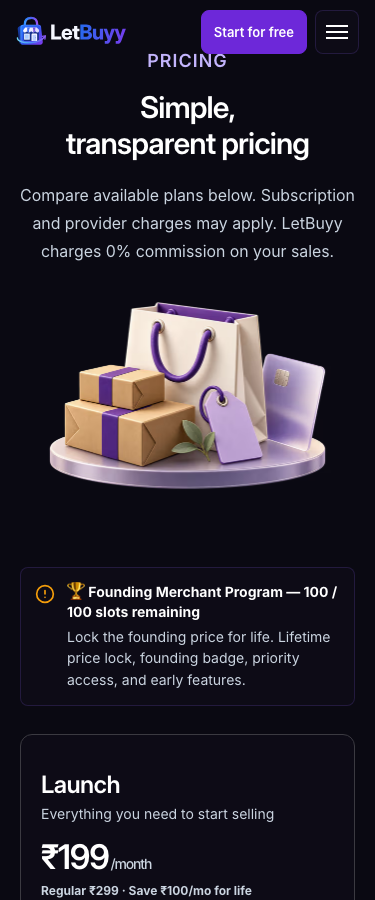 LetBuyy
Start for free
PRICING
Simple,
transparent pricing
Compare available plans below. Subscription
and provider charges may apply. LetBuyy
charges 0% commission on your sales.
🏆 Founding Merchant Program — 100 /
100 slots remaining
Lock the founding price for life. Lifetime
price lock, founding badge, priority
access, and early features.
Launch
Everything you need to start selling
₹199/month
Regular ₹299 · Save ₹100/mo for life